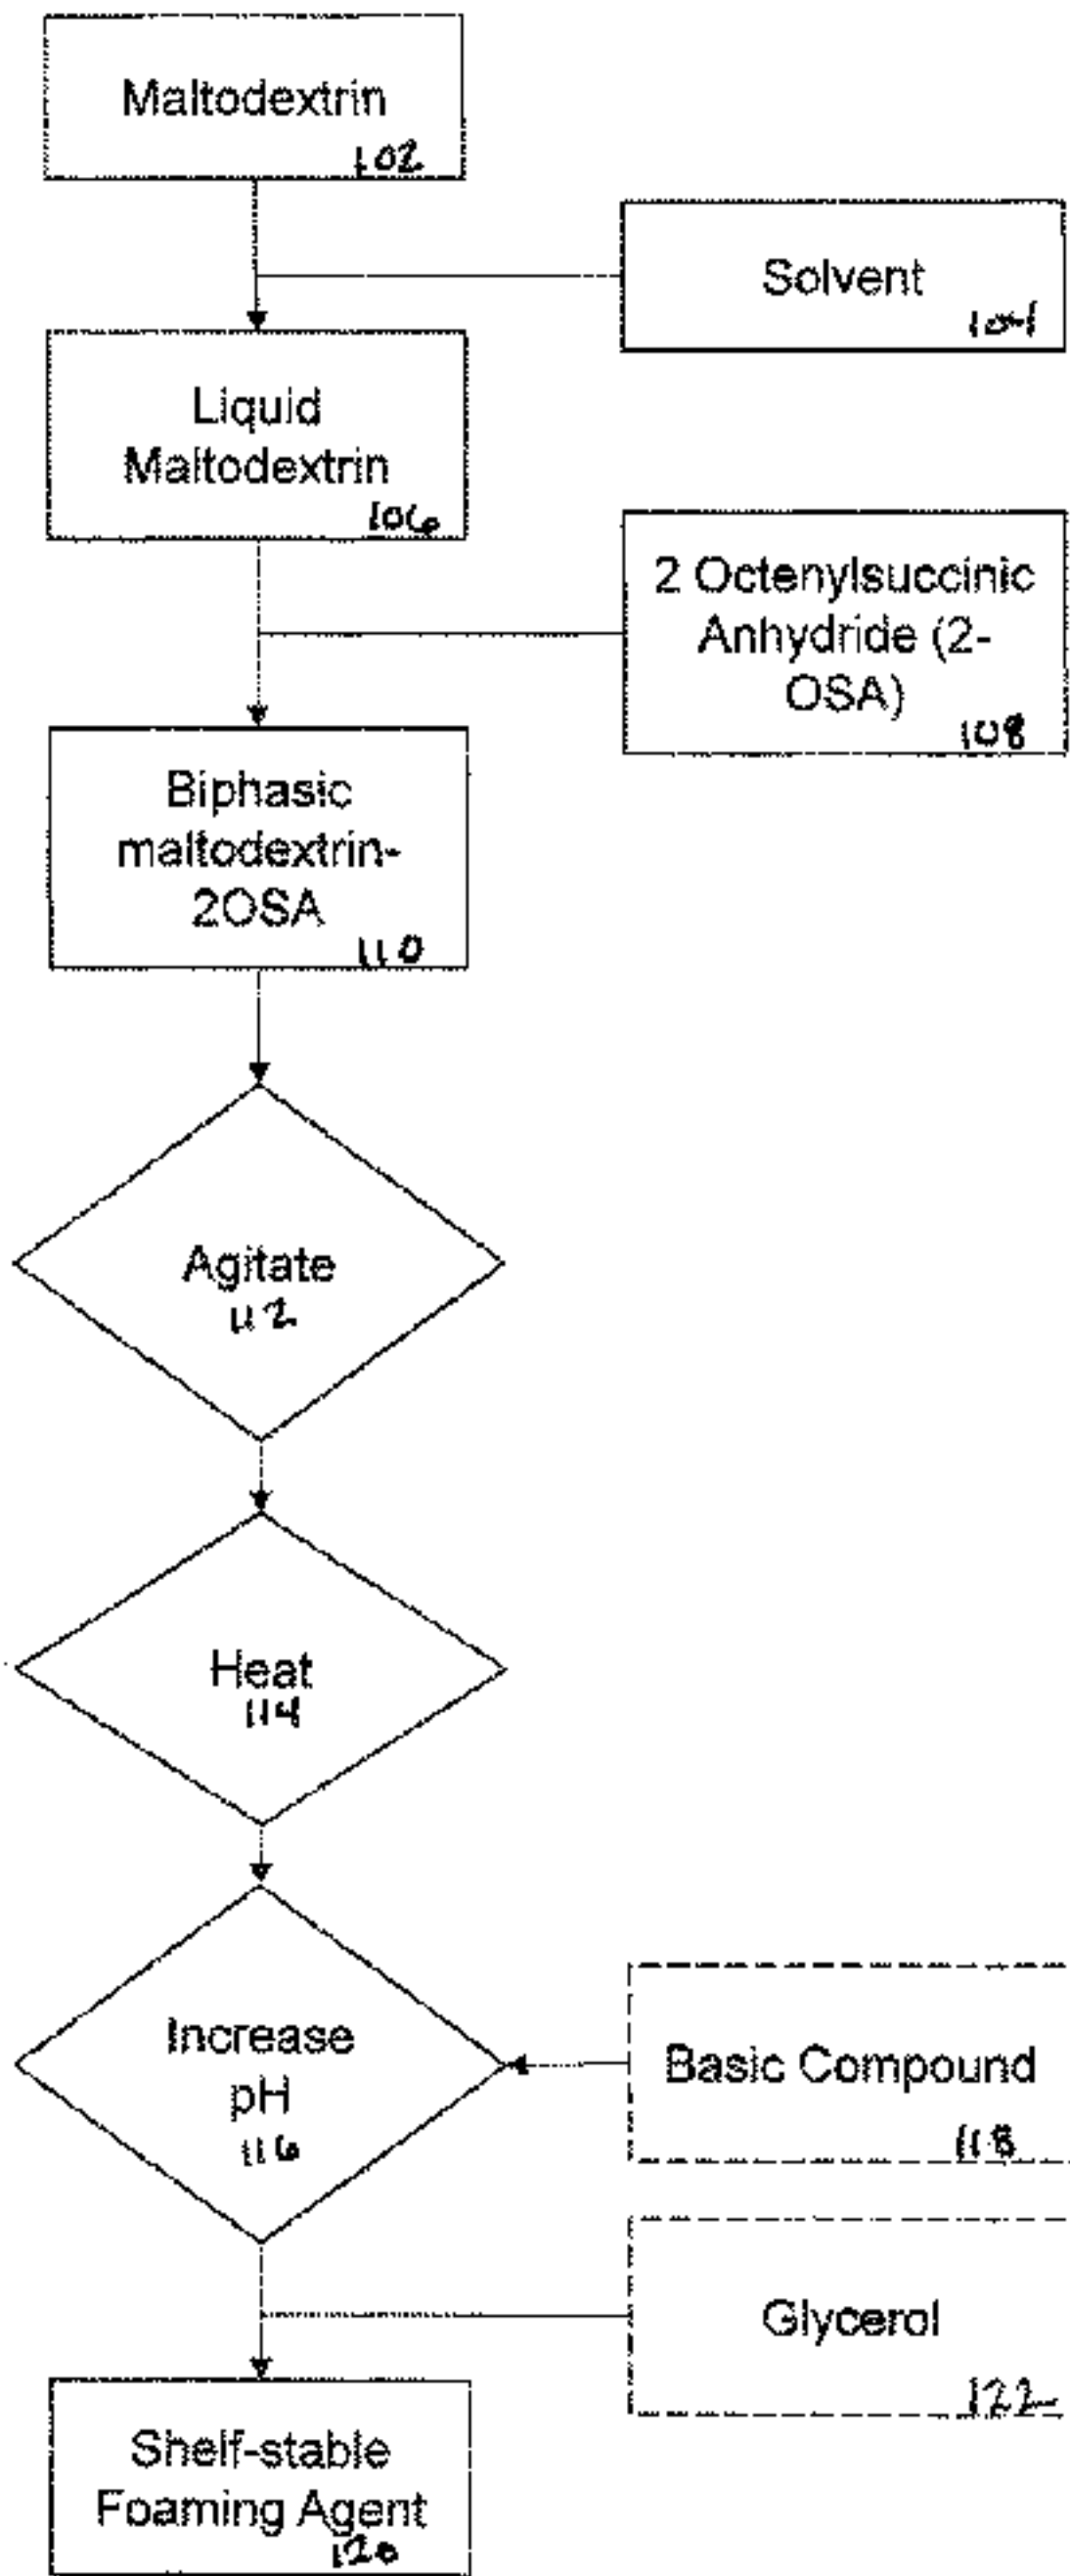 Maltodextrin
102
Solvent
104
Liquid
Maltodextrin
106
2 Octenylsuccinic
Anhydride (2-
OSA)
108
Biphasic
maltodextrin-
2OSA
110
Agitate
112
Heat
114
Increase
pH
116
Basic Compound
118
Glycerol
122
Shelf-stable
Foaming Agent
120